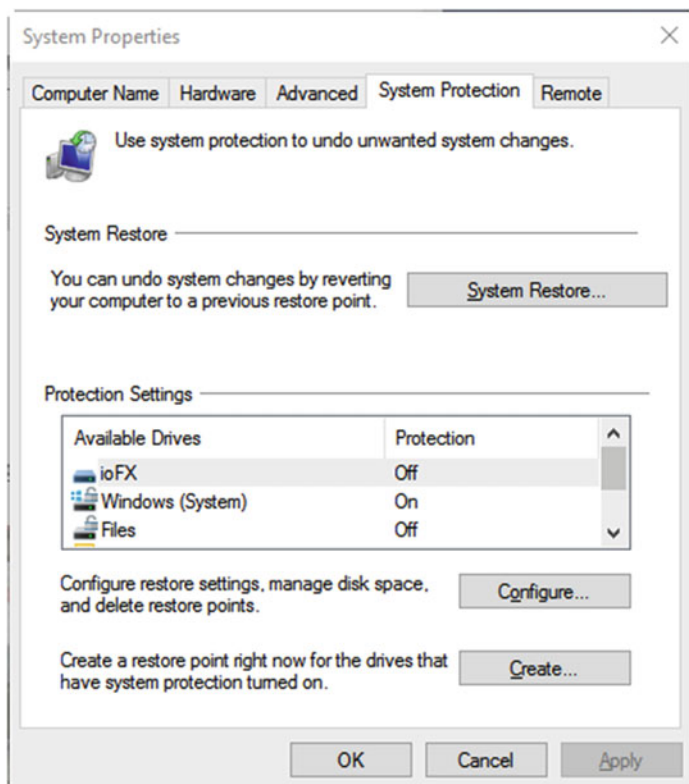 System Properties
Computer Name Hardware Advanced System Protection Remote
Use system protection to undo unwanted system changes.
System Restore
You can undo system changes by reverting
your computer to a previous restore point.
System Restore...
Protection Settings
Available Drives Protection
ioFX Off
Windows (System) On
Files Off
Configure restore settings, manage disk space,
and delete restore points.
Configure...
Create a restore point right now for the drives that
have system protection turned on.
Create...
OK Cancel Apply